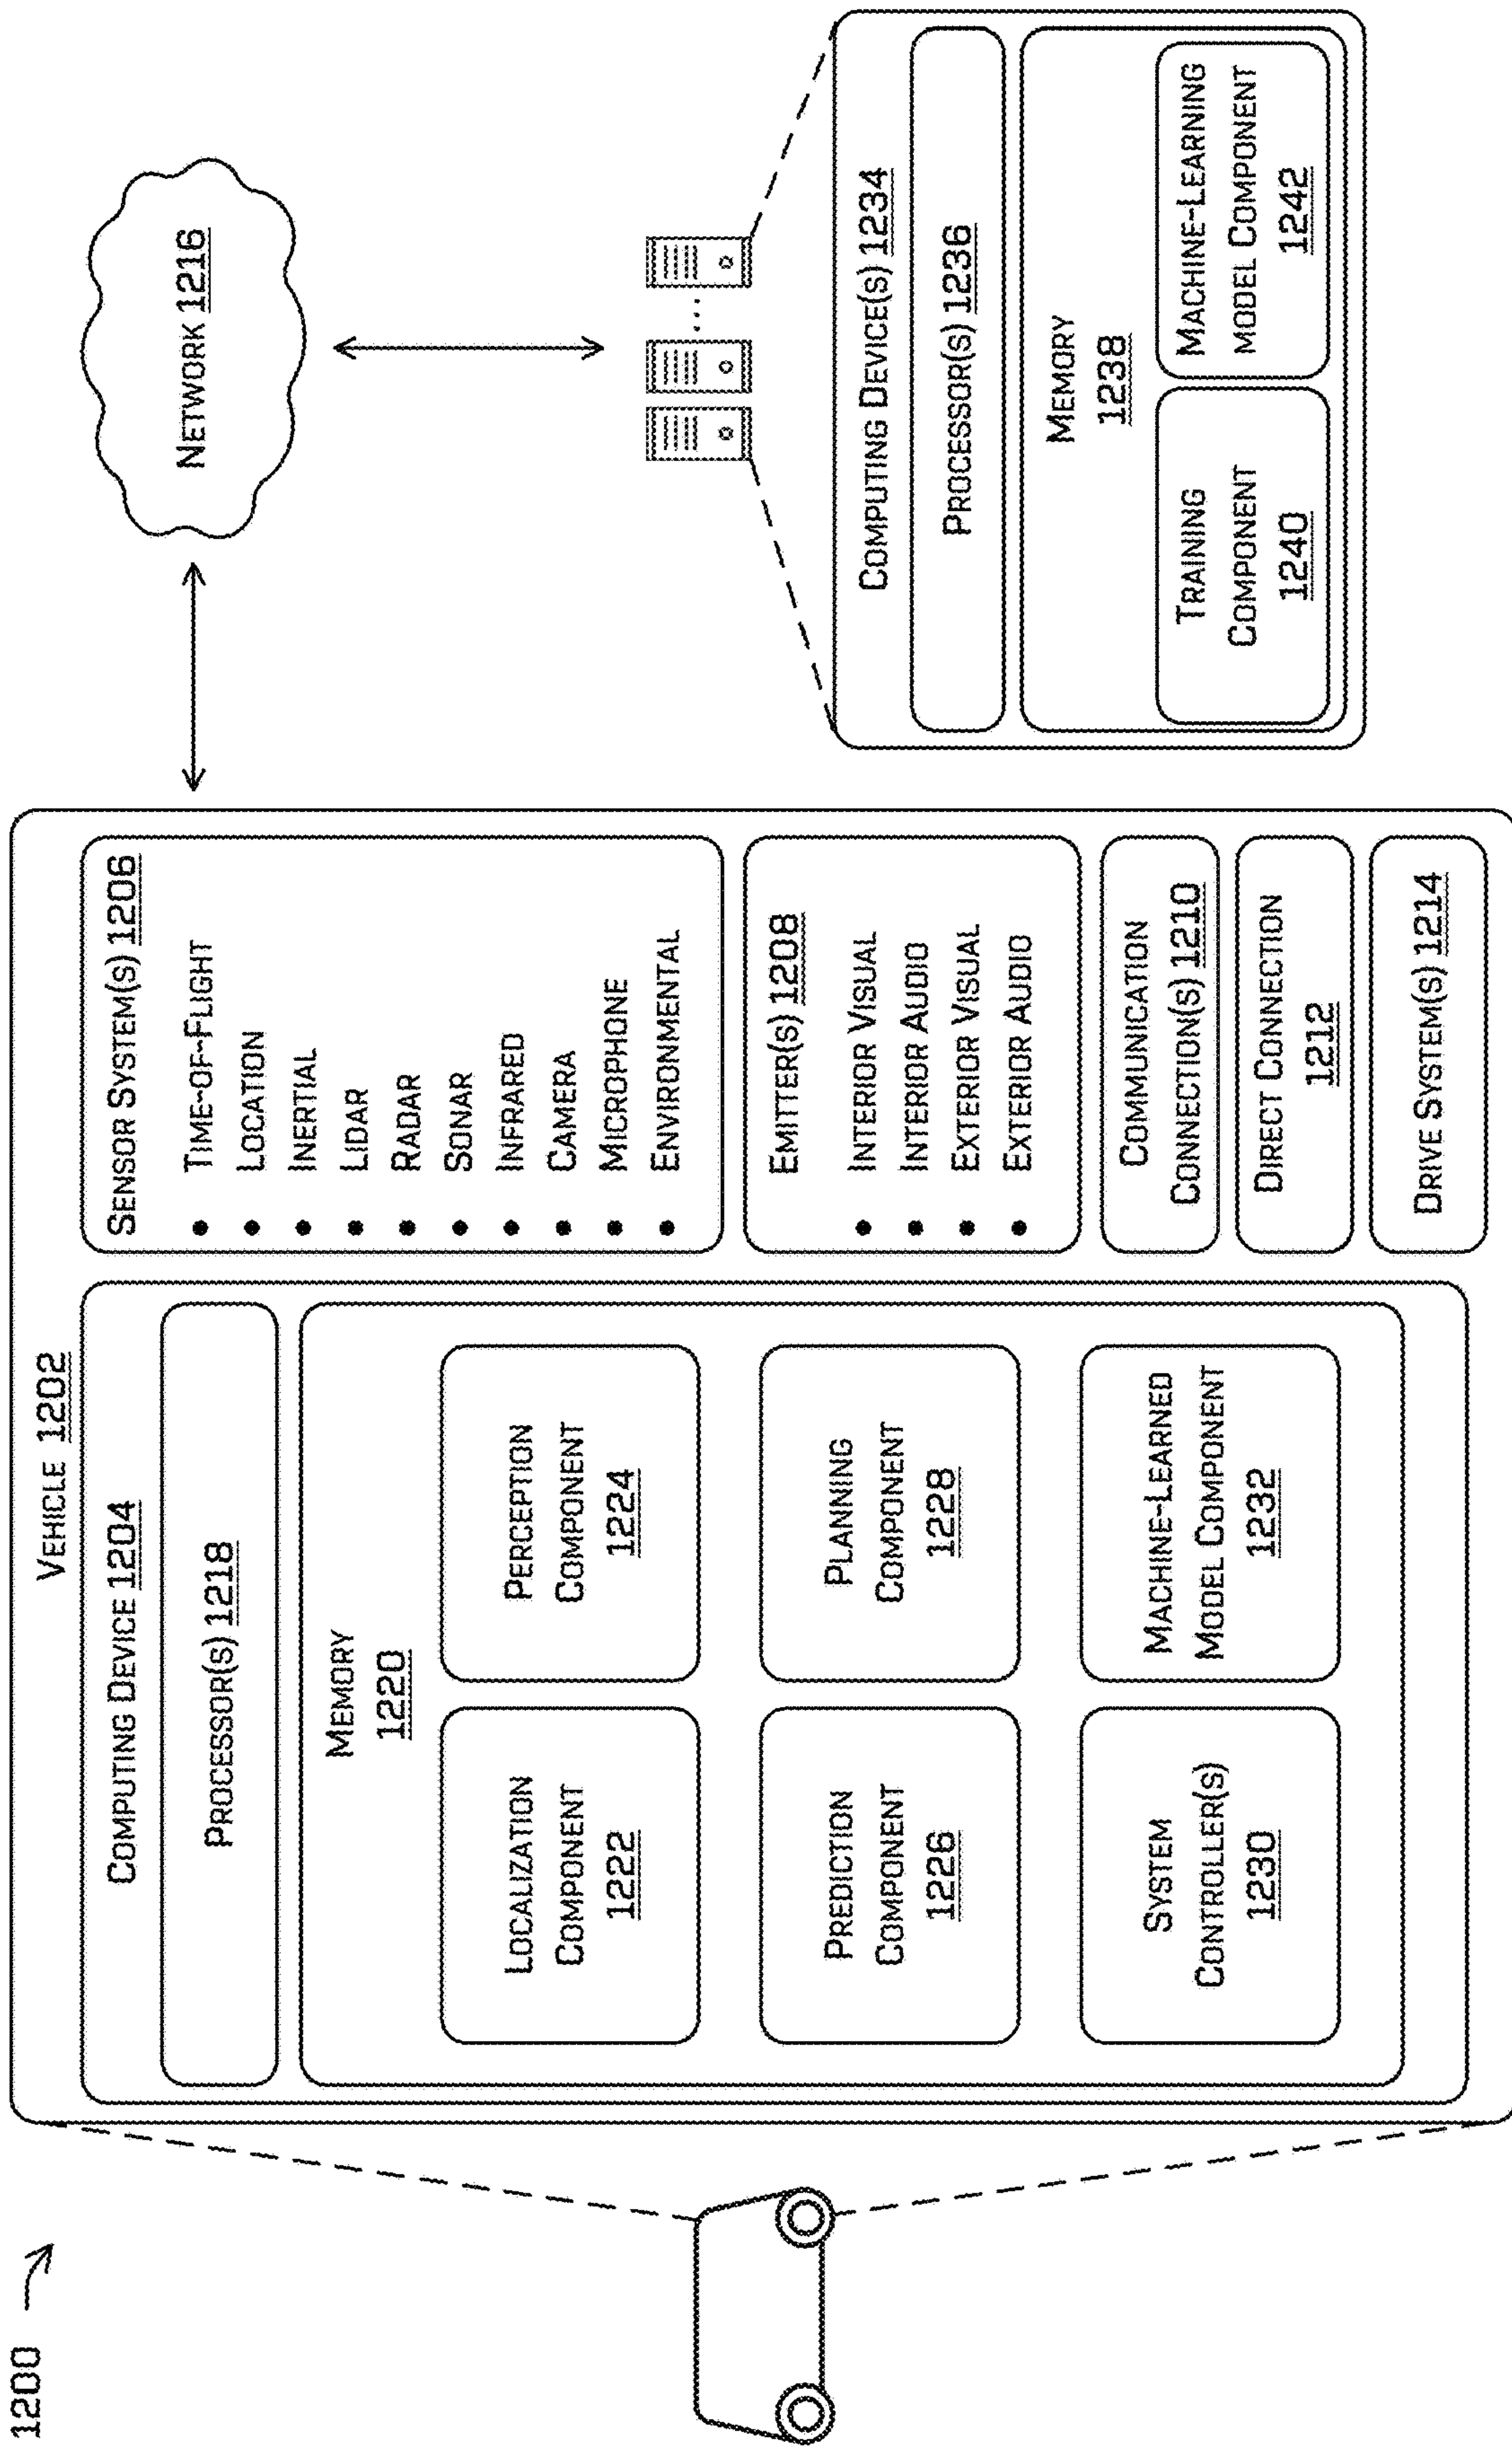 1200
VEHICLE 1202
COMPUTING DEVICE 1204
PROCESSOR(S) 1218
MEMORY
1220
LOCALIZATION
COMPONENT
1222
PERCEPTION
COMPONENT
1224
PREDICTION
COMPONENT
1226
PLANNING
COMPONENT
1228
SYSTEM
CONTROLLER(S)
1230
MACHINE-LEARNED
MODEL COMPONENT
1232
SENSOR SYSTEM(S) 1206
• TIME-OF-FLIGHT
• LOCATION
• INERTIAL
• LIDAR
• RADAR
• SONAR
• INFRARED
• CAMERA
• MICROPHONE
• ENVIRONMENTAL
EMITTER(S) 1208
• INTERIOR VISUAL
• INTERIOR AUDIO
• EXTERIOR VISUAL
• EXTERIOR AUDIO
COMMUNICATION
CONNECTION(S) 1210
DIRECT CONNECTION
1212
DRIVE SYSTEM(S) 1214
NETWORK 1216
COMPUTING DEVICE(S) 1234
PROCESSOR(S) 1236
MEMORY
1238
TRAINING
COMPONENT
1240
MACHINE-LEARNING
MODEL COMPONENT
1242